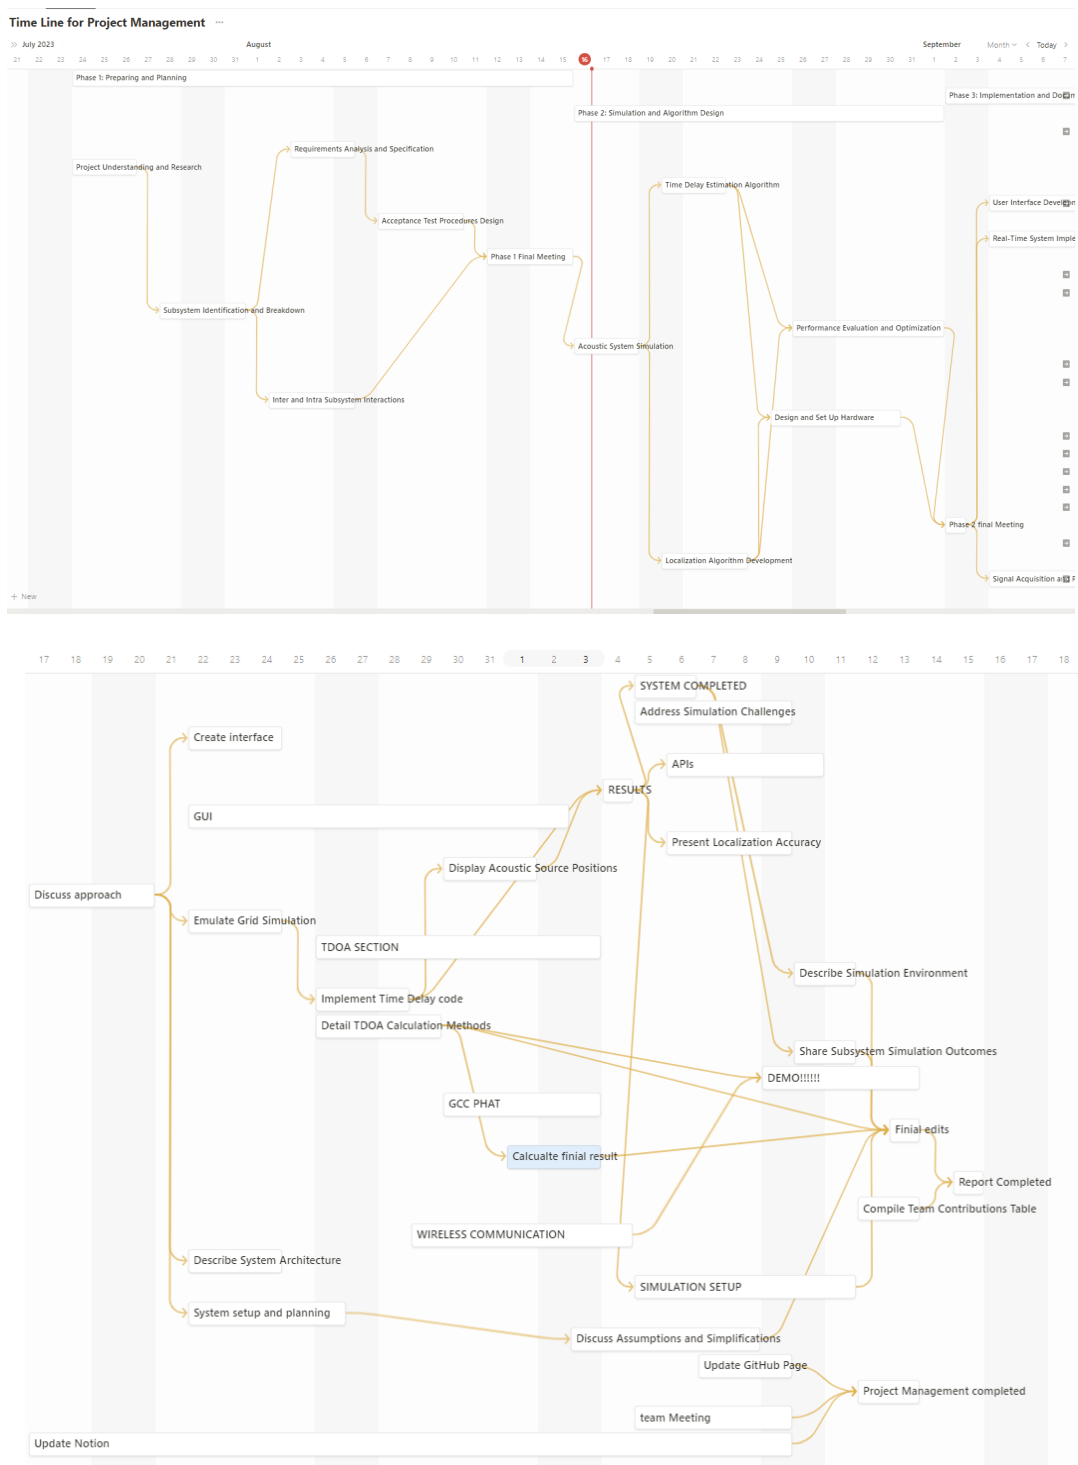 Time Line for Project Management ...
July 2023 August September Month Today
21 22 23 24 25 26 27 28 29 30 31 1 2 3 4 5 6 7 8 9 10 11 12 13 14 15 16 17 18 19 20 21 22 23 24 25 26 27 28 29 30 31 1 2 3 4 5 6 7
Phase 1: Preparing and Planning
Phase 3: Implementation and
Phase 2: Simulation and Algorithm Design
Requirements Analysis and Specification
Project Understanding and Research
Time Delay Estimation Algorithm
User Interface
Acceptance Test Procedures Design
Real-Time System Imple
Phase 1 Final Meeting
Subsystem Identification and Breakdown
Performance Evaluation and Optimization
Acoustic System Simulation
Inter and Intra Subsystem Interactions
Design and Set Up Hardware
Phase 2 final Meeting
Localization Algorithm Development
Signal Acquisition
+ New
17 18 19 20 21 22 23 24 25 26 27 28 29 30 31 1 2 3 4 5 6 7 8 9 10 11 12 13 14 15 16 17 18
SYSTEM COMPLETED
Address Simulation Challenges
Create interface
APIs
RESULTS
GUI
Present Localization Accuracy
Display Acoustic Source Positions
Discuss approach
Emulate Grid Simulation
TDOA SECTION
Describe Simulation Environment
Implement Time Delay code
Detail TDOA Calculation Methods
Share Subsystem Simulation Outcomes
DEMO!!!!!!
GCC PHAT
Finial edits
Calcualte finial result
Report Completed
Compile Team Contributions Table
WIRELESS COMMUNICATION
Describe System Architecture
SIMULATION SETUP
System setup and planning
Discuss Assumptions and Simplifications
Update GitHub Page
Project Management completed
team Meeting
Update Notion